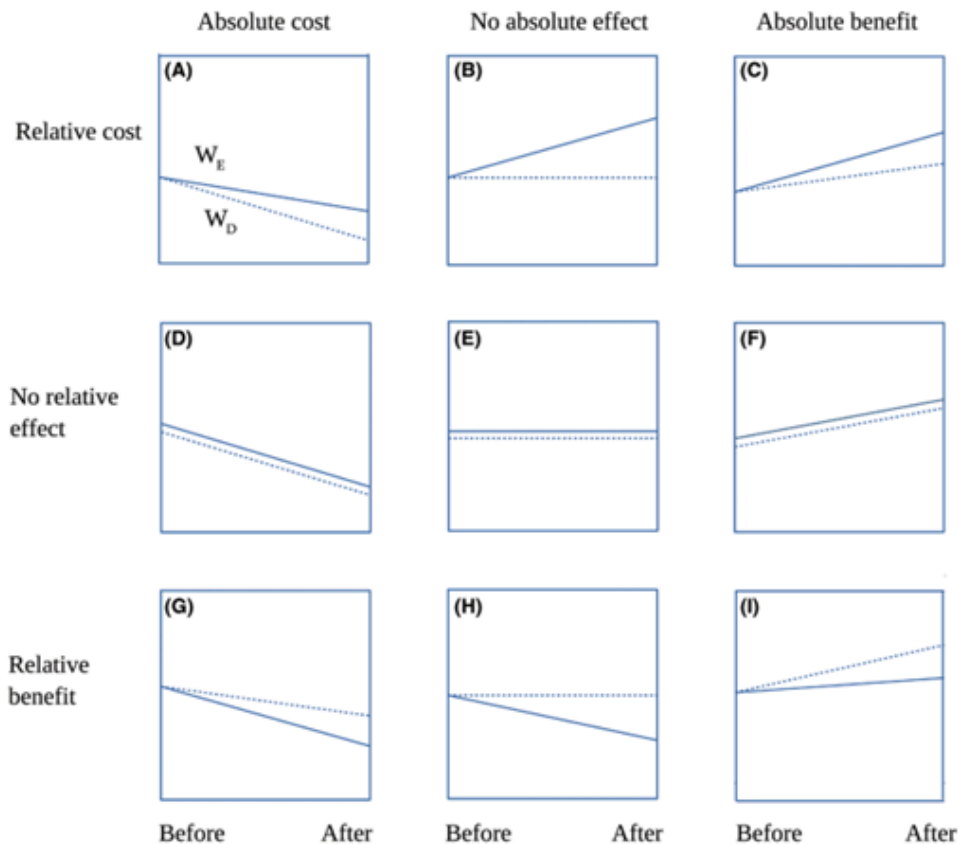 Absolute cost No absolute effect Absolute benefit
(A) (B) (C)
Relative cost
W_E
W_D
(D) (E) (F)
No relative
effect
(G) (H) (I)
Relative
benefit
Before After Before After Before After